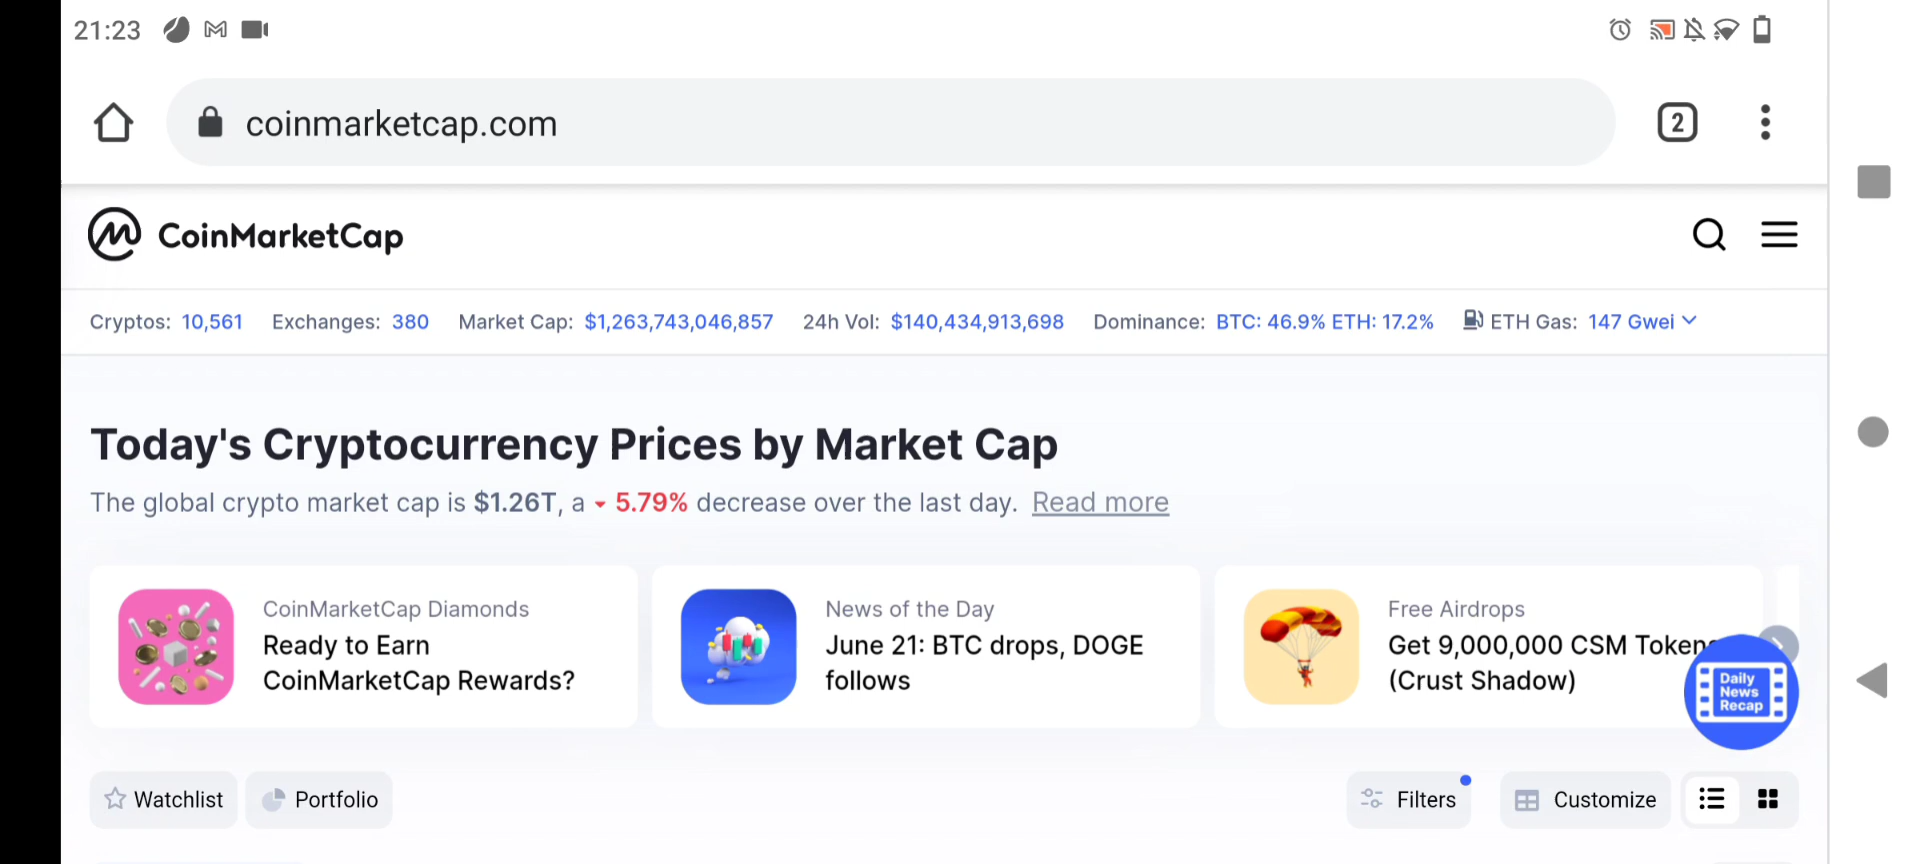 21:23
coinmarketcap.com
2
CoinMarketCap
Cryptos: 10,561 Exchanges: 380 Market Cap: $1,263,743,046,857 24h Vol: $140,434,913,698 Dominance: BTC: 46.9% ETH: 17.2% ETH Gas: 147 Gwei
Today's Cryptocurrency Prices by Market Cap
The global crypto market cap is $1.26T, a 5.79% decrease over the last day. Read more
CoinMarketCap Diamonds
Ready to Earn
CoinMarketCap Rewards?
News of the Day
June 21: BTC drops, DOGE
follows
Free Airdrops
Get 9,000,000 CSM Tokens
(Crust Shadow)
Daily
News
Recap
Watchlist
Portfolio
Filters
Customize